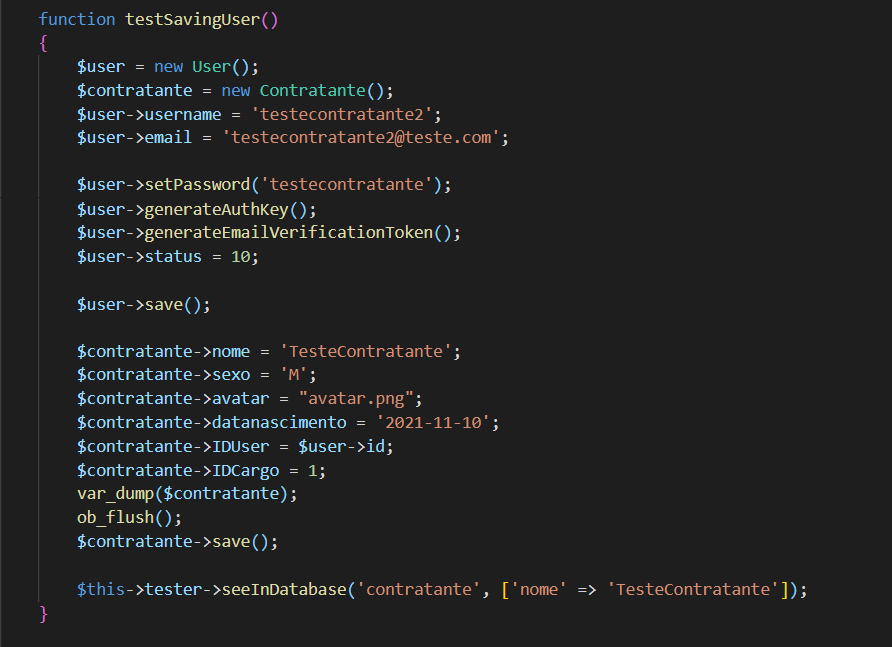 function testSavingUser()
{
$user = new User();
$contratante = new Contratante();
$user->username = 'testecontratante2';
$user->email = 'testecontratante2@teste.com';
$user->setPassword('testecontratante');
$user->generateAuthKey();
$user->generateEmailVerificationToken();
$user->status = 10;
$user->save();
$contratante->nome = 'TesteContratante';
$contratante->sexo = 'M';
$contratante->avatar = "avatar.png";
$contratante->datanascimento = '2021-11-10';
$contratante->IDUser = $user->id;
$contratante->IDCargo = 1;
var_dump($contratante);
ob_flush();
$contratante->save();
$this->tester->seeInDatabase('contratante', ['nome' => 'TesteContratante']);
}